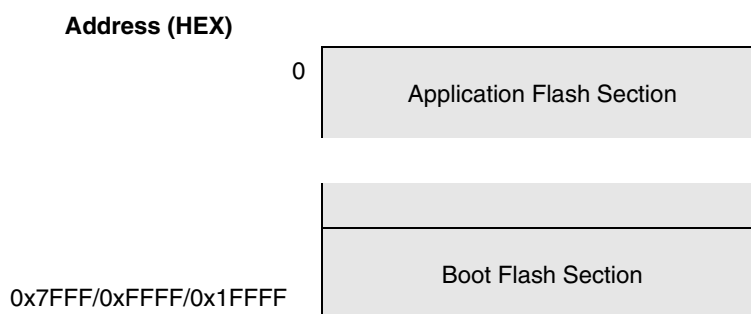 Address (HEX)
0
Application Flash Section
Boot Flash Section
0x7FFF/0xFFFF/0x1FFFF